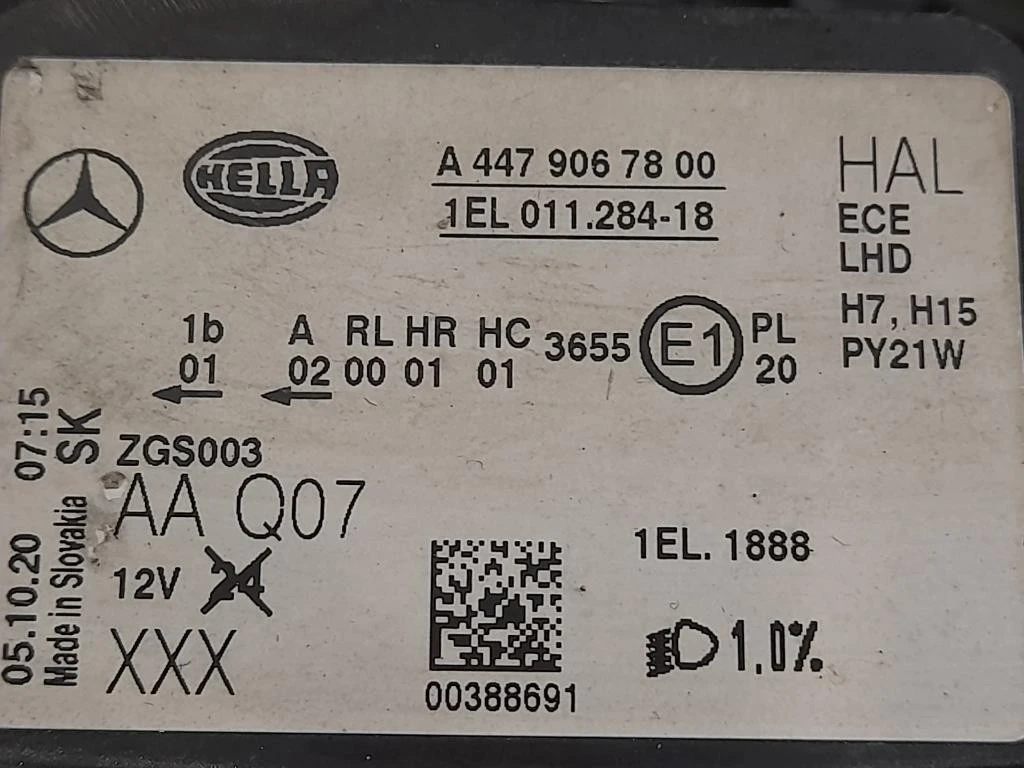 HELLA
A 447 906 78 00
1EL 011.284-18
HAL
ECE
LHD
H7, H15
PY21W
1b A RL HR HC 3655 E1 PL
01 02 00 01 01 20
05.10.20 07:15
Made in Slovakia SK
ZGS003
AA Q07
12V 24
XXX
00388691
1EL. 1888
1.0%